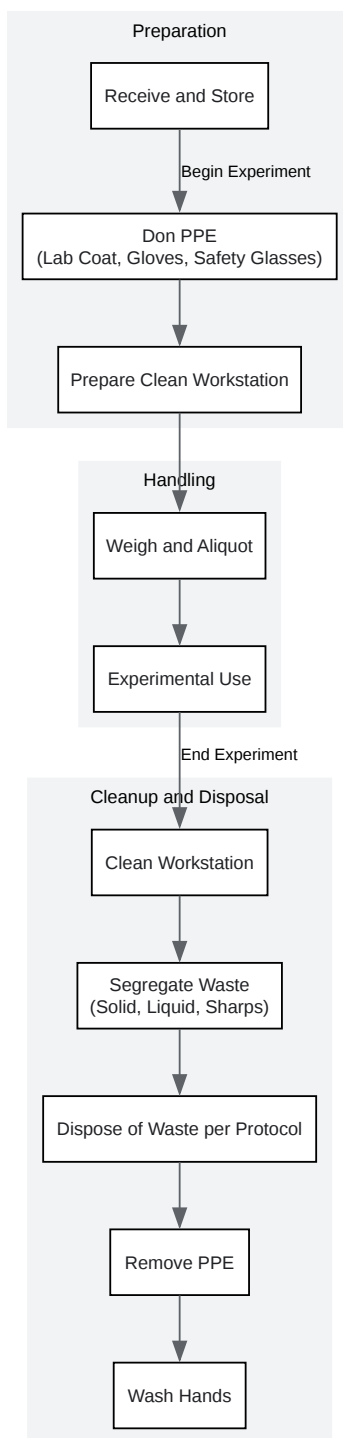 Preparation
Receive and Store
Begin Experiment
Don PPE
(Lab Coat, Gloves, Safety Glasses)
Prepare Clean Workstation
Handling
Weigh and Aliquot
Experimental Use
End Experiment
Cleanup and Disposal
Clean Workstation
Segregate Waste
(Solid, Liquid, Sharps)
Dispose of Waste per Protocol
Remove PPE
Wash Hands